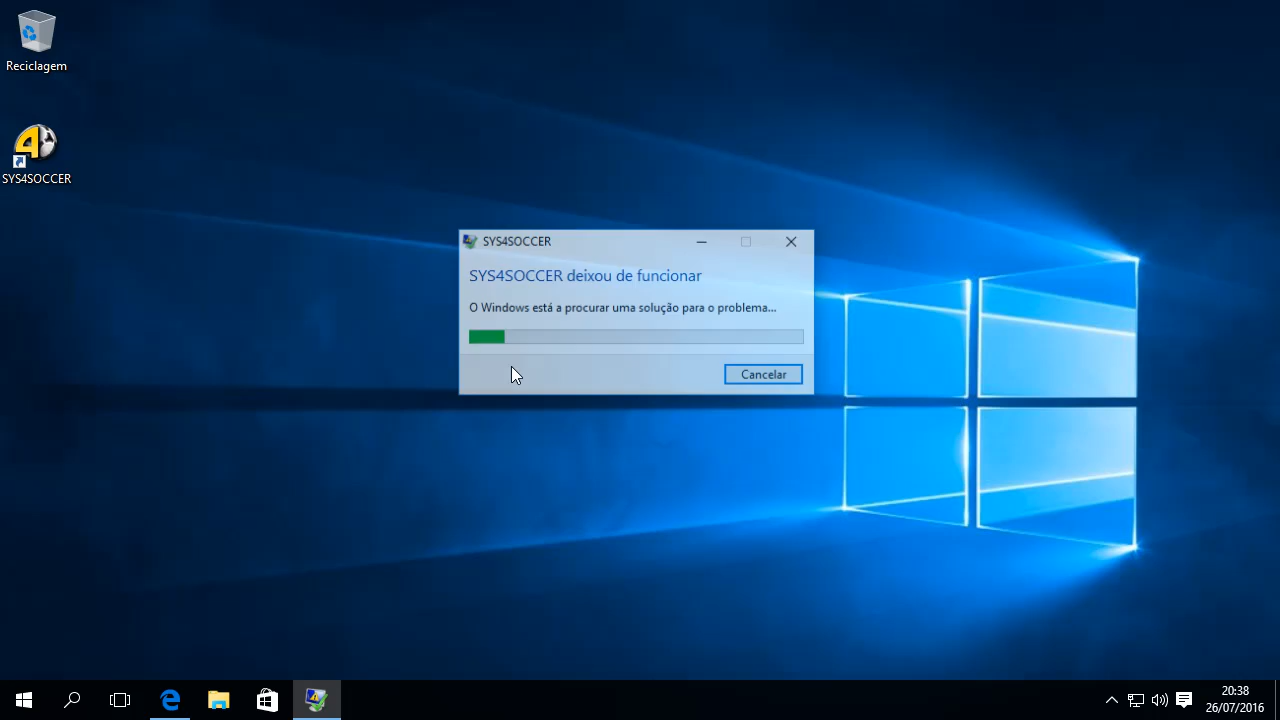 Reciclagem
4
SYS4SOCCER
SYS4SOCCER
SYS4SOCCER deixou de funcionar
O Windows está a procurar uma solução para o problema...
Cancelar
20:38
26/07/2016